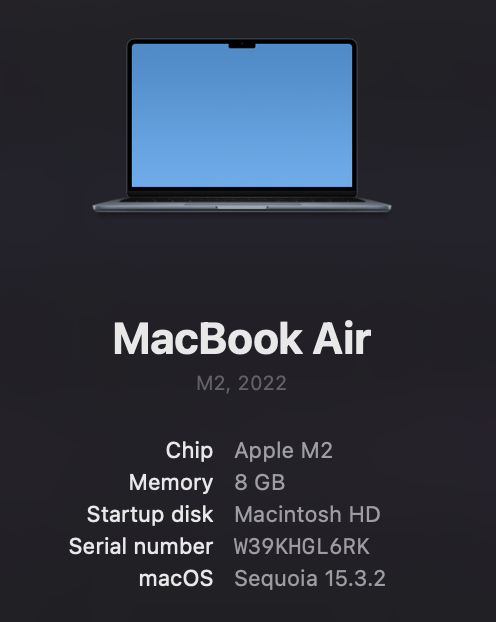 MacBook Air
M2, 2022
Chip Apple M2
Memory 8 GB
Startup disk Macintosh HD
Serial number W39KHGL6RK
macOS Sequoia 15.3.2